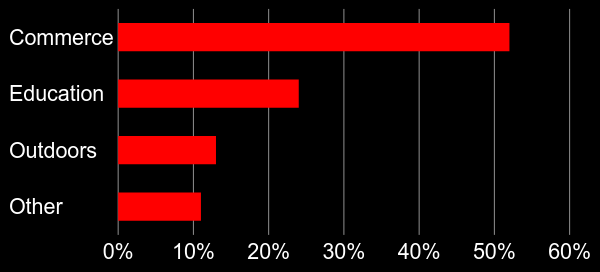 Commerce
Education
Outdoors
Other
0% 10% 20% 30% 40% 50% 60%